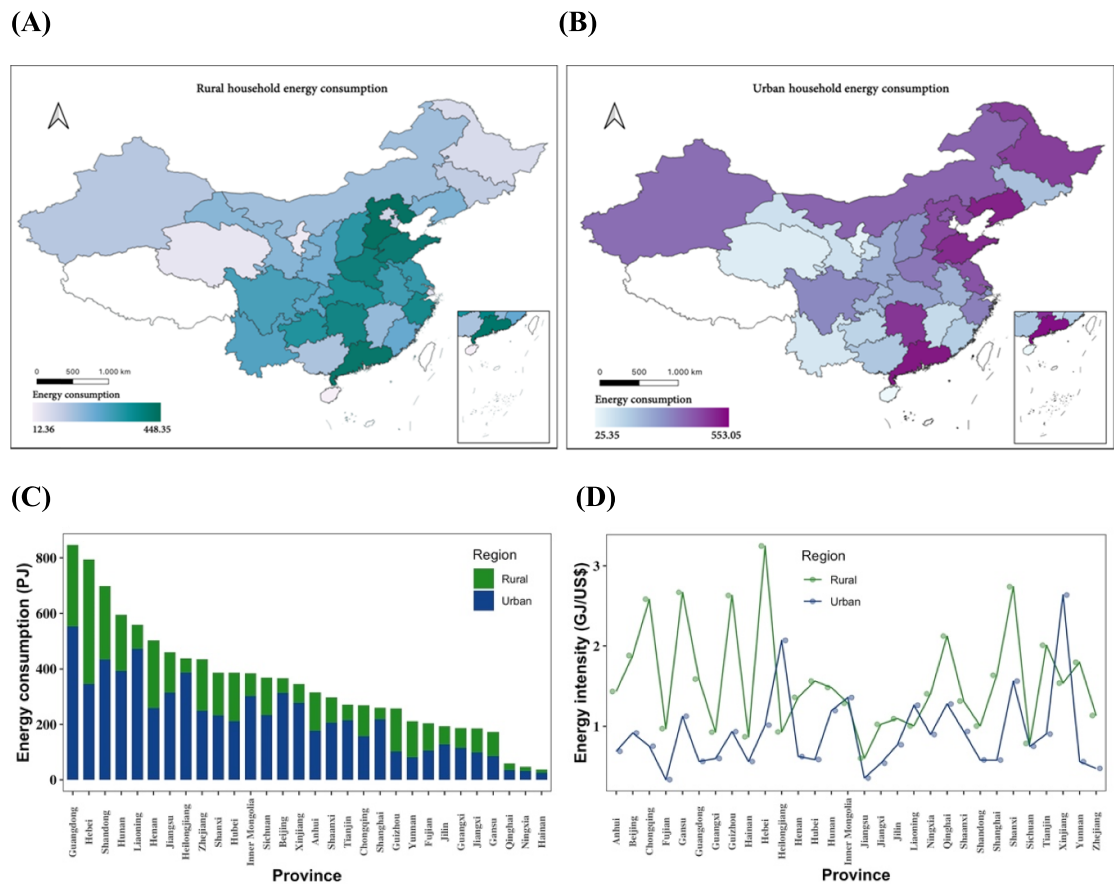 (A)
(B)
Rural household energy consumption
Urban household energy consumption
0 500 1.000 km
Energy consumption
12.36 448.35
0 500 1.000 km
Energy consumption
25.35 553.05
(C)
(D)
Energy consumption (PJ)
800
600
400
200
0
Region
Rural
Urban
Guangdong
Hebei
Shandong
Hunan
Liaoning
Henan
Jiangsu
Heilongjiang
Zhejiang
Shanxi
Hubei
Inner Mongolia
Sichuan
Beijing
Xinjiang
Anhui
Shaanxi
Tianjin
Chongqing
Shanghai
Guizhou
Yunnan
Fujian
Jilin
Guangxi
Jiangxi
Gansu
Qinghai
Ningxia
Hainan
Province
Energy intensity (GJ/US$)
3
2
1
Region
Rural
Urban
Anhui
Beijing
Chongqing
Fujian
Gansu
Guangdong
Guangxi
Guizhou
Hainan
Hebei
Heilongjiang
Henan
Hubei
Hunan
Inner Mongolia
Jiangsu
Jiangxi
Jilin
Liaoning
Ningxia
Qinghai
Shaanxi
Shandong
Shanghai
Shanxi
Sichuan
Tianjin
Xinjiang
Yunnan
Zhejiang
Province